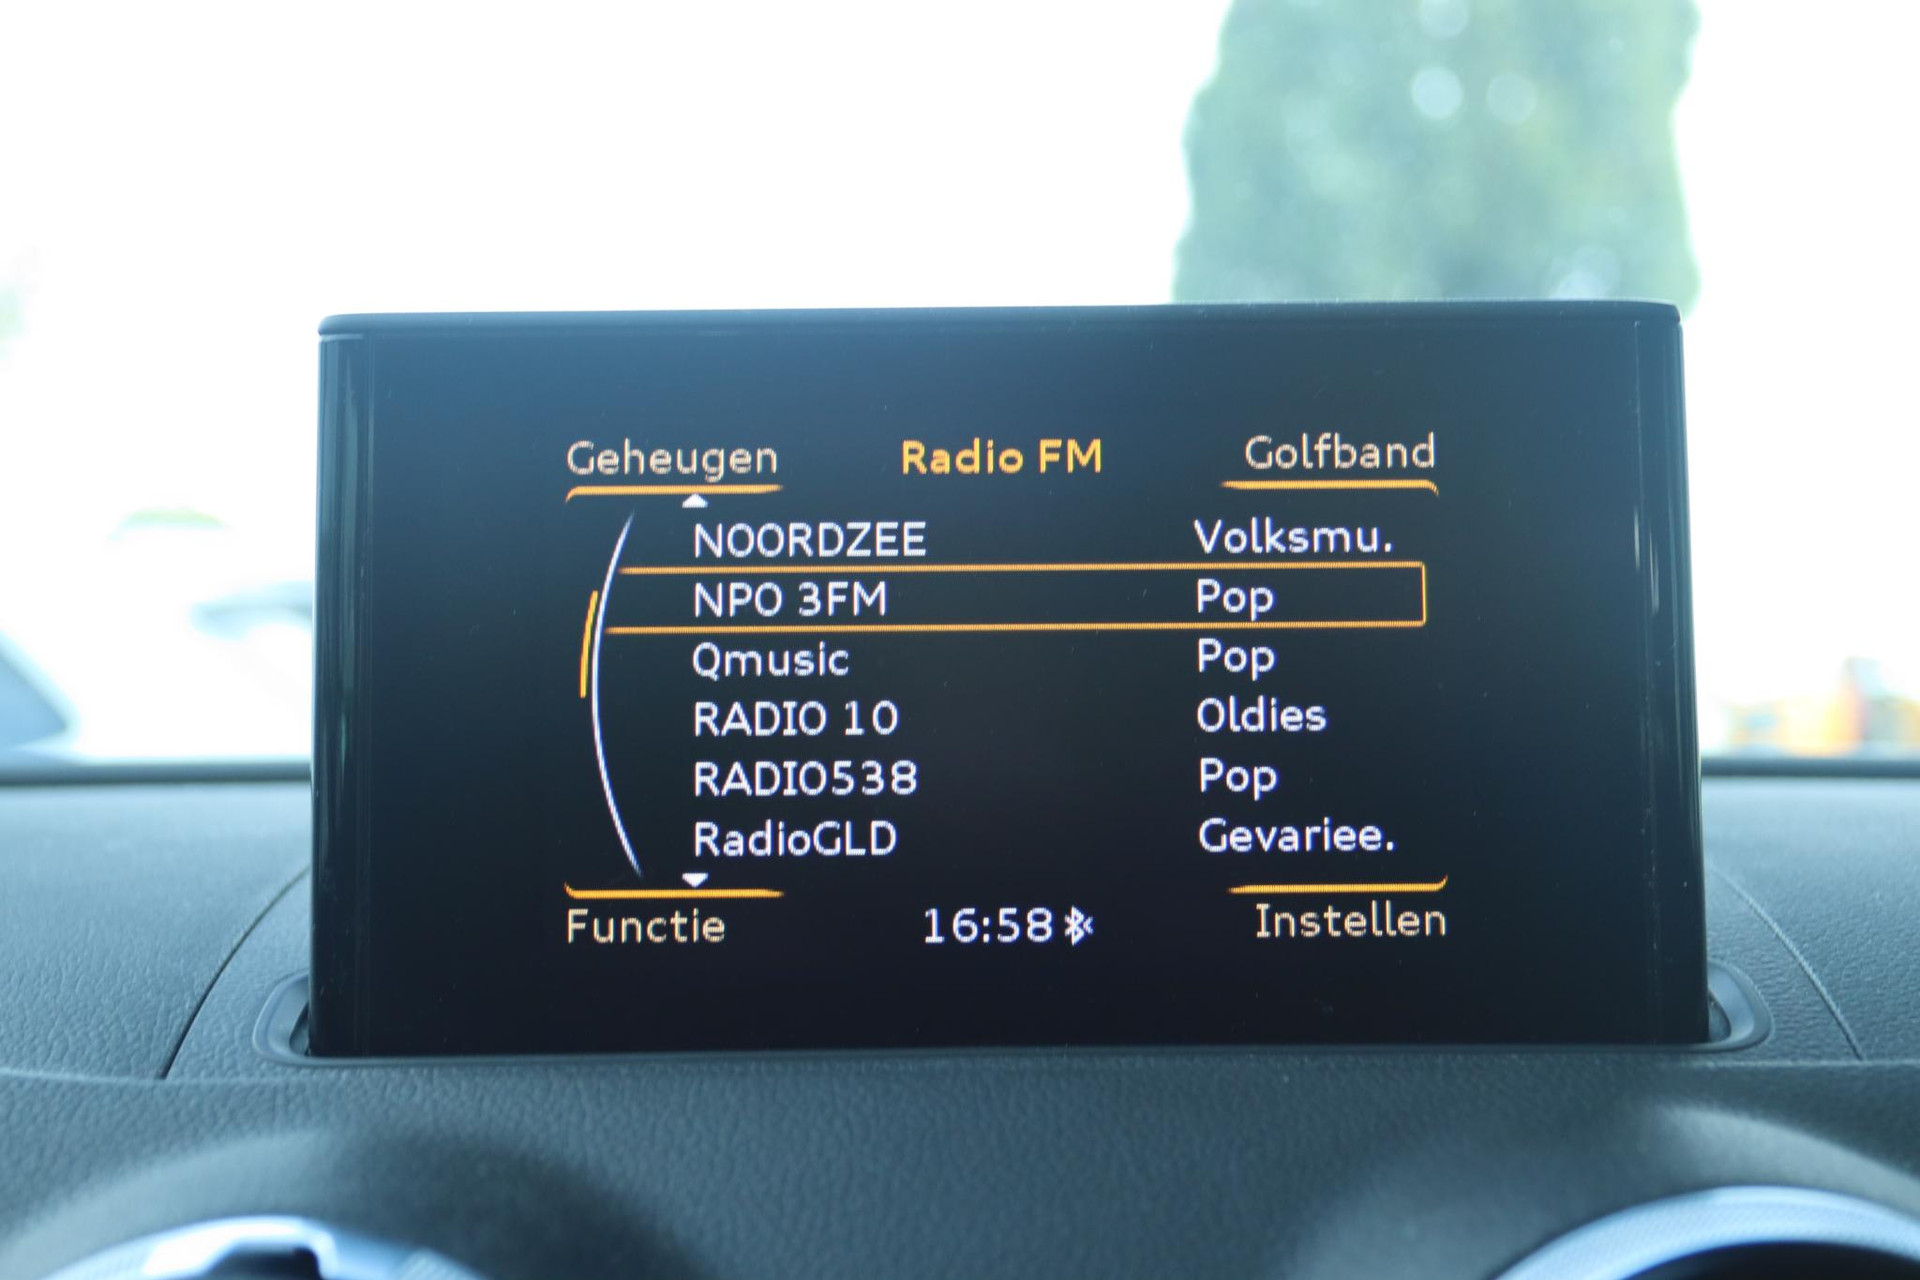 Geheugen Radio FM Golfband
NOORDZEE Volksmu.
NPO 3FM Pop
Qmusic Pop
RADIO 10 Oldies
RADIO538 Pop
RadioGLD Gevariee.
Functie 16:58 Instellen